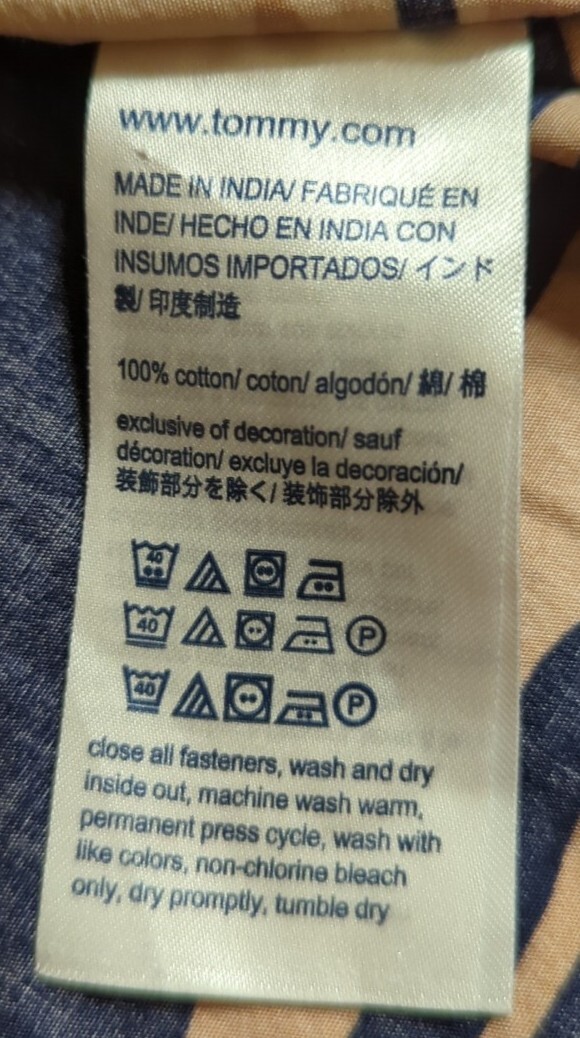 www.tommy.com
MADE IN INDIA/ FABRIQUÉ EN
INDE/ HECHO EN INDIA CON
INSUMOS IMPORTADOS/ インド
製/ 印度制造
100% cotton/ coton/ algodón/ 綿/ 棉
exclusive of decoration/ sauf
décoration/ excluye la decoración/
装飾部分を除く/ 装饰部分除外
40
40 P
40 P
close all fasteners, wash and dry
inside out, machine wash warm,
permanent press cycle, wash with
like colors, non-chlorine bleach
only, dry promptly, tumble dry